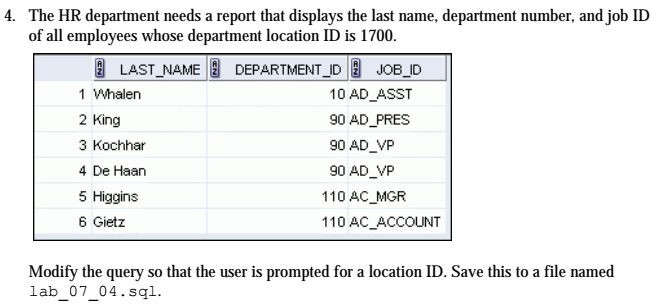 4. The HR department needs a report that displays the last name, department number, and job ID
of all employees whose department location ID is 1700.
LAST_NAME DEPARTMENT_ID JOB_ID
1 Whalen 10 AD_ASST
2 King 90 AD_PRES
3 Kochhar 90 AD_VP
4 De Haan 90 AD_VP
5 Higgins 110 AC_MGR
6 Gietz 110 AC_ACCOUNT
Modify the query so that the user is prompted for a location ID. Save this to a file named
lab_07_04.sql.